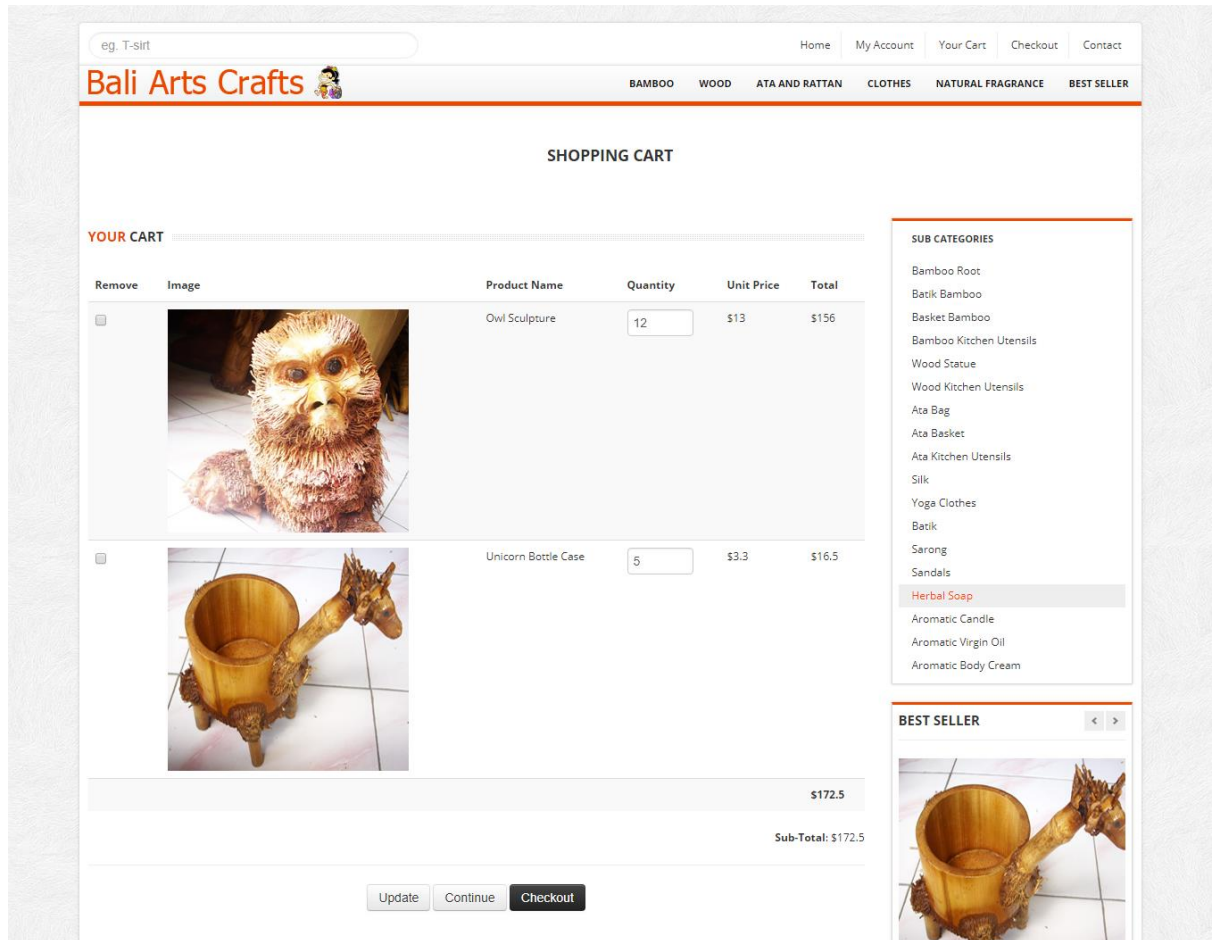 eg. T-sirt
Home My Account Your Cart Checkout Contact
Bali Arts Crafts
BAMBOO WOOD ATA AND RATTAN CLOTHES NATURAL FRAGRANCE BEST SELLER
SHOPPING CART
YOUR CART
Remove Image Product Name Quantity Unit Price Total
Owl Sculpture 12 $13 $156
Unicorn Bottle Case 5 $3.3 $16.5
$172.5
Sub-Total: $172.5
Update Continue Checkout
SUB CATEGORIES
Bamboo Root
Batik Bamboo
Basket Bamboo
Bamboo Kitchen Utensils
Wood Statue
Wood Kitchen Utensils
Ata Bag
Ata Basket
Ata Kitchen Utensils
Silk
Yoga Clothes
Batik
Sarong
Sandals
Herbal Soap
Aromatic Candle
Aromatic Virgin Oil
Aromatic Body Cream
BEST SELLER